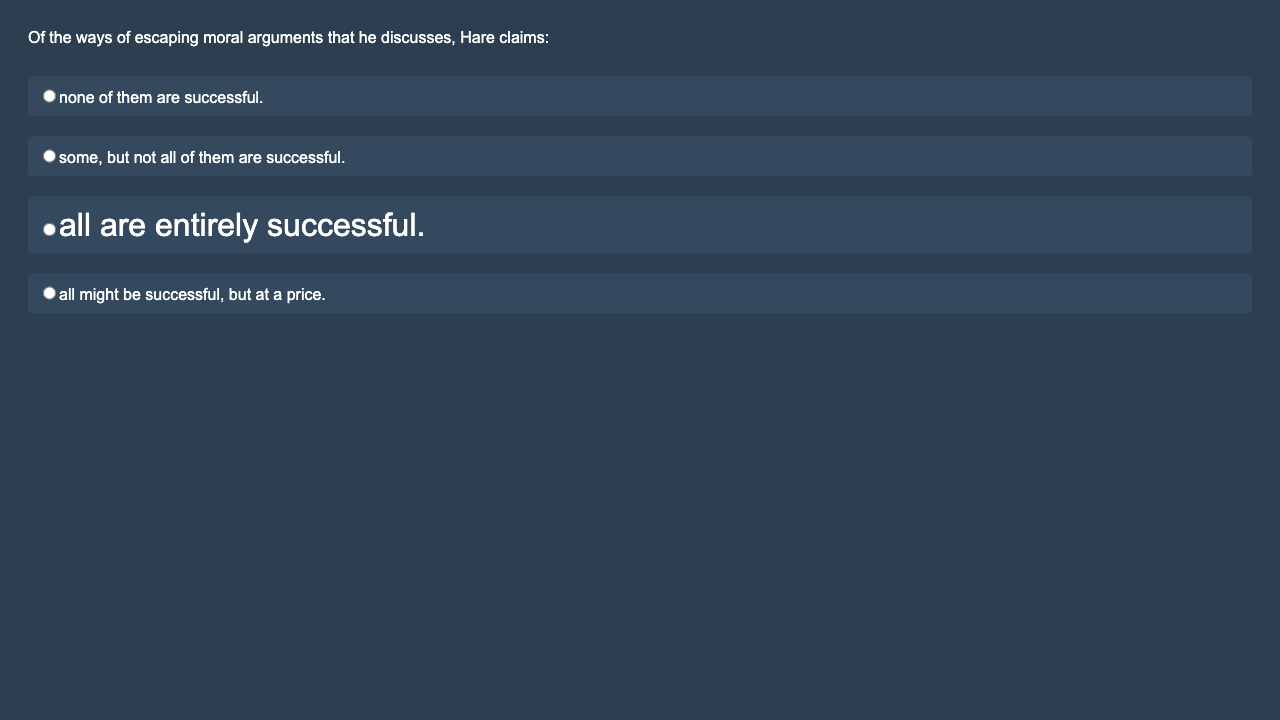 Of the ways of escaping moral arguments that he discusses, Hare claims:
none of them are successful.
some, but not all of them are successful.
all are entirely successful.
all might be successful, but at a price.